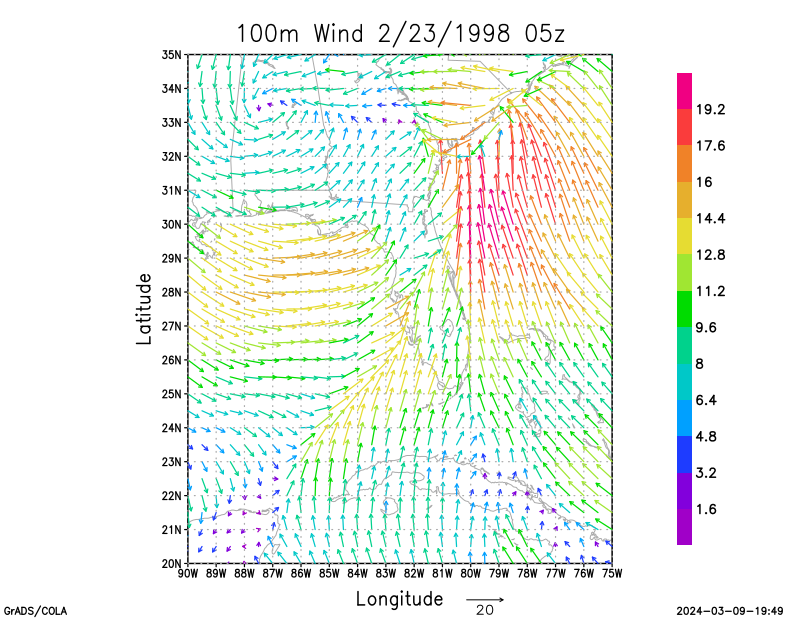 100m Wind 2/23/1998 05z
35N
34N
33N
32N
31N
30N
29N
28N
27N
26N
25N
24N
23N
22N
21N
20N
Latitude
90W 89W 88W 87W 86W 85W 84W 83W 82W 81W 80W 79W 78W 77W 76W 75W
Longitude
20
19.2
17.6
16
14.4
12.8
11.2
9.6
8
6.4
4.8
3.2
1.6
GrADS/COLA
2024-03-09-19:49